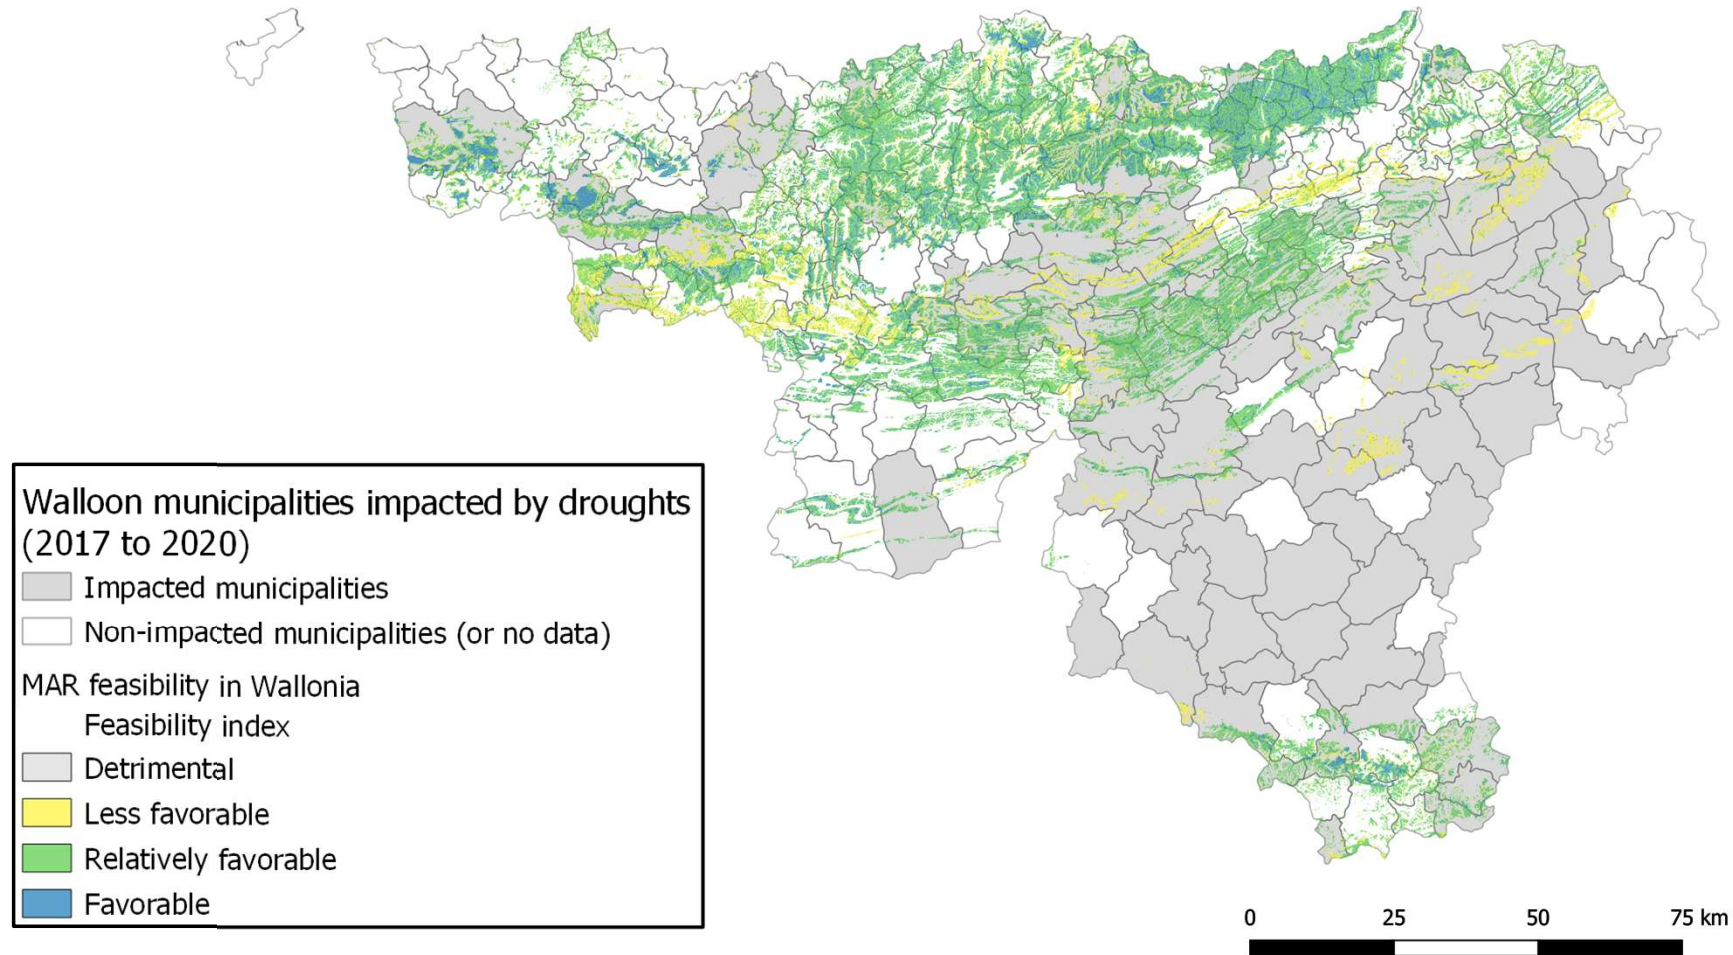 Walloon municipalities impacted by droughts
(2017 to 2020)
Impacted municipalities
Non-impacted municipalities (or no data)
MAR feasibility in Wallonia
Feasibility index
Detrimental
Less favorable
Relatively favorable
Favorable
0 25 50 75 km